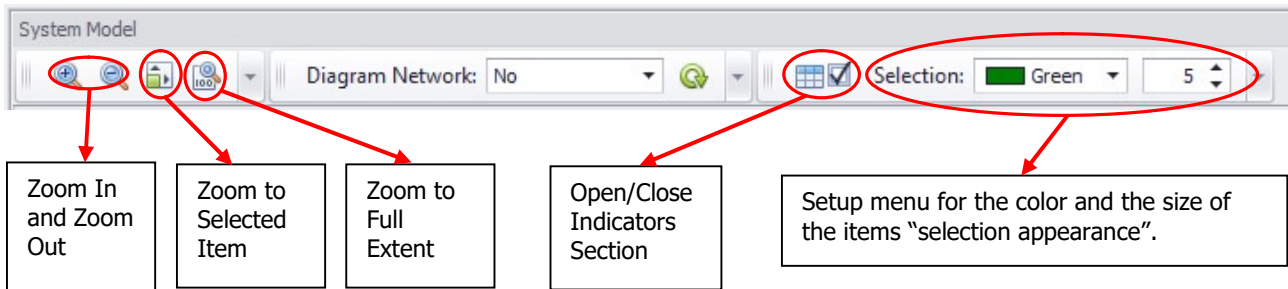 System Model
100 Diagram Network: No Selection: Green 5
Zoom In
and Zoom
Out
Zoom to
Selected
Item
Zoom to
Full
Extent
Open/Close
Indicators
Section
Setup menu for the color and the size of
the items “selection appearance”.